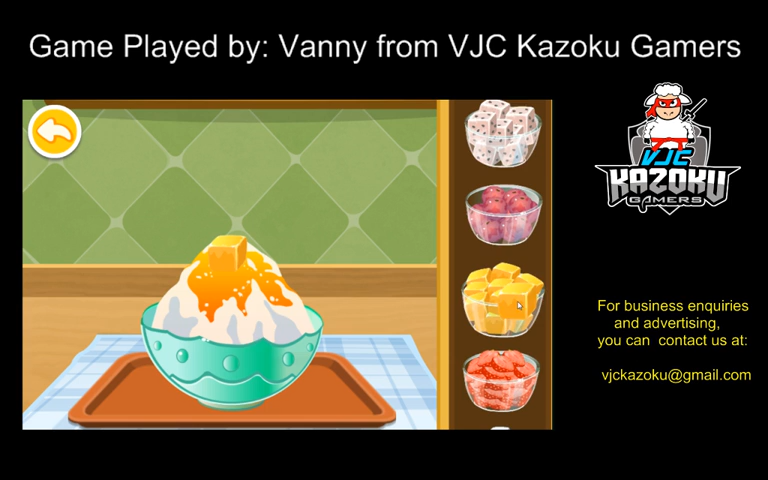 Game Played by: Vanny from VJC Kazoku Gamers
VJC
KAZOKU
GAMERS
For business enquiries
and advertising,
you can contact us at:
vjckazoku@gmail.com